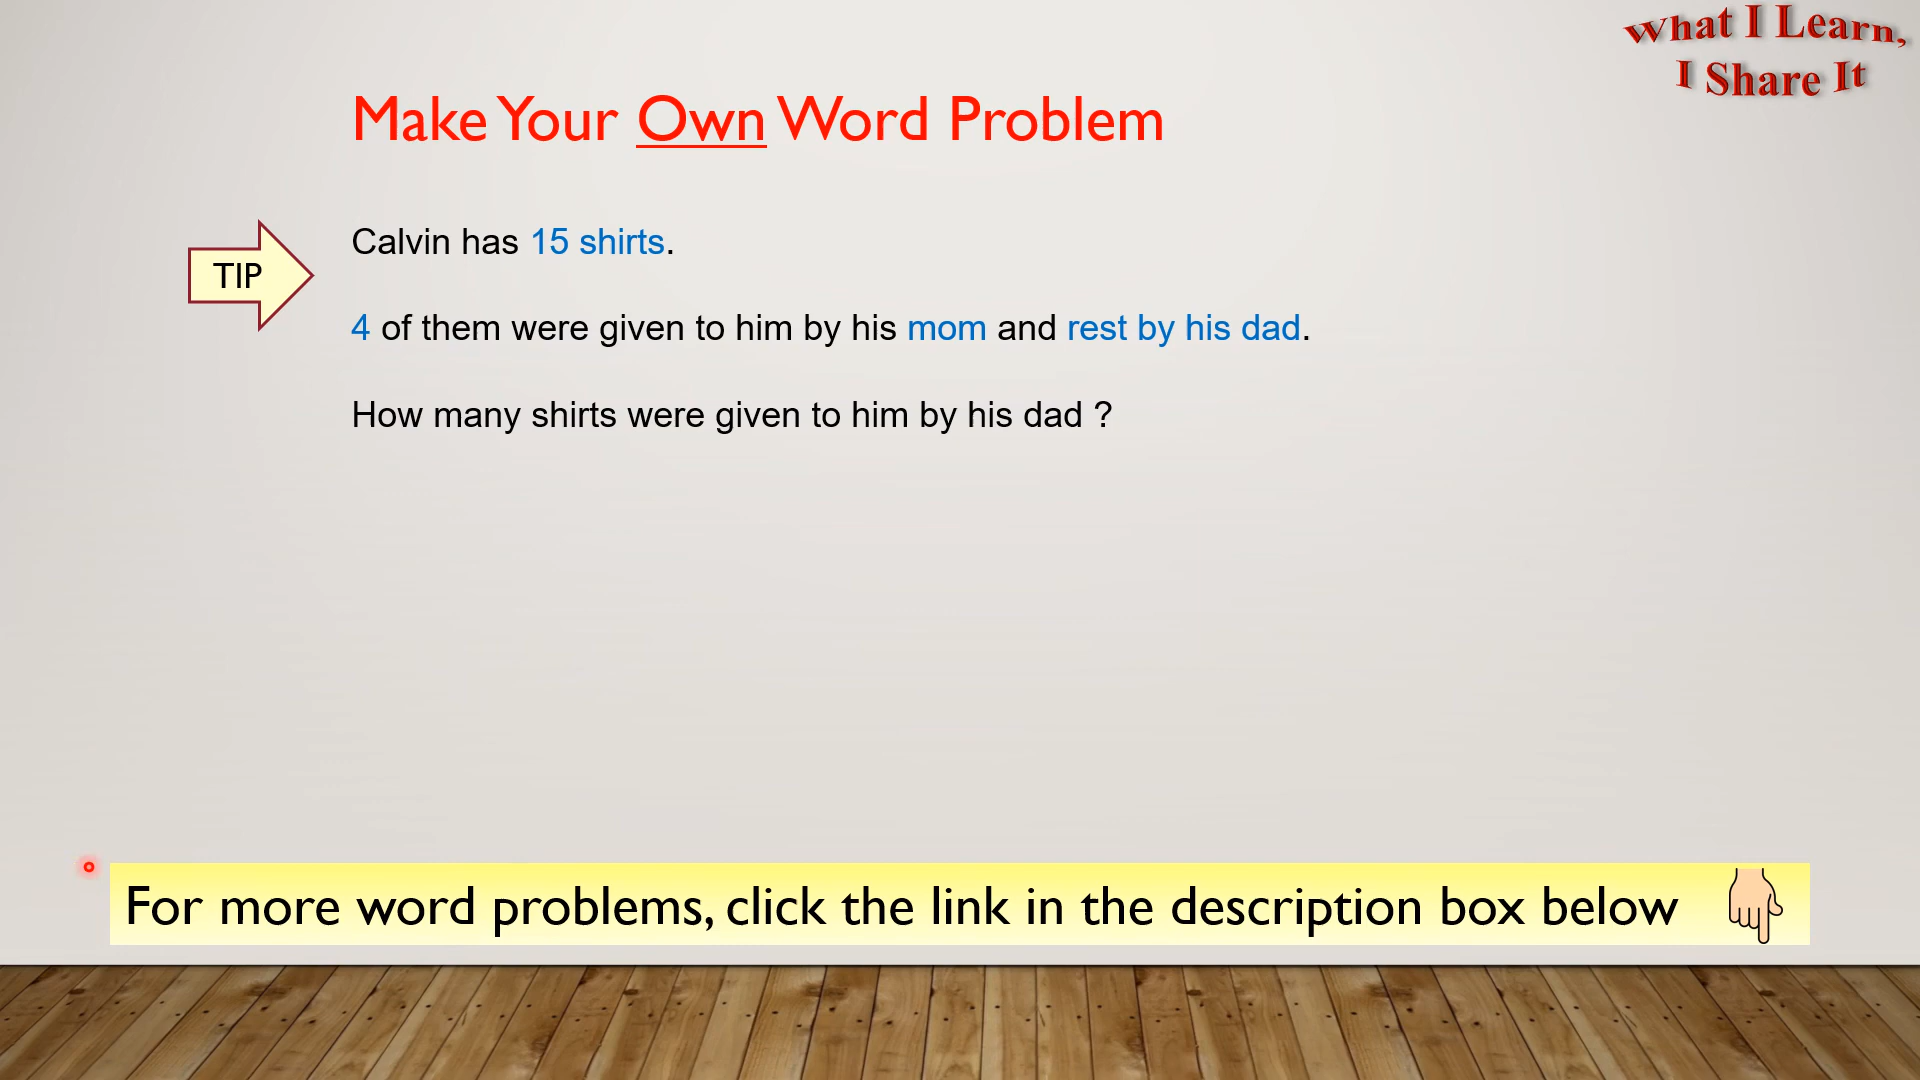 What I Learn,
I Share It
Make Your Own Word Problem
TIP
Calvin has 15 shirts.
4 of them were given to him by his mom and rest by his dad.
How many shirts were given to him by his dad ?
For more word problems, click the link in the description box below